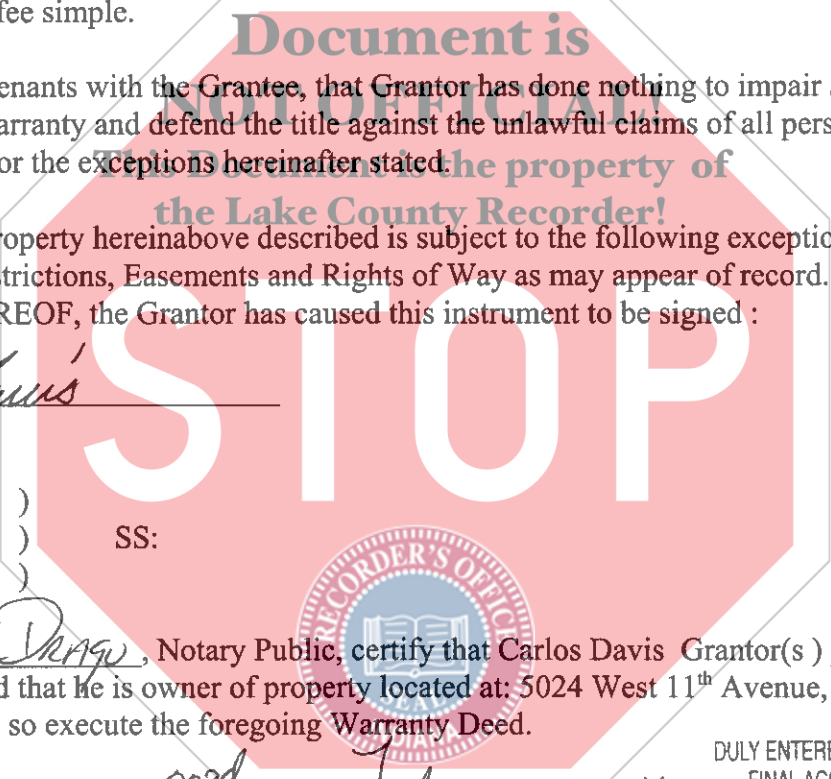 fee simple.
Document is
enants with the Grantee, that Grantor has done nothing to impair
NOT OFFICIAL!
arranty and defend the title against the unlawful claims of all pers
or the exceptions hereinafter stated.
This Document is the property of
the Lake County Recorder!
roperty hereinabove described is subject to the following exceptio
strictions, Easements and Rights of Way as may appear of record.
REOF, the Grantor has caused this instrument to be signed :
STOP
)
) SS:
)
RECORDER'S OFFICE
, Notary Public, certify that Carlos Davis Grantor(s )
d that he is owner of property located at: 5024 West 11th Avenue,
SEAL
so execute the foregoing Warranty Deed.
INDIANA
DULY ENTERE